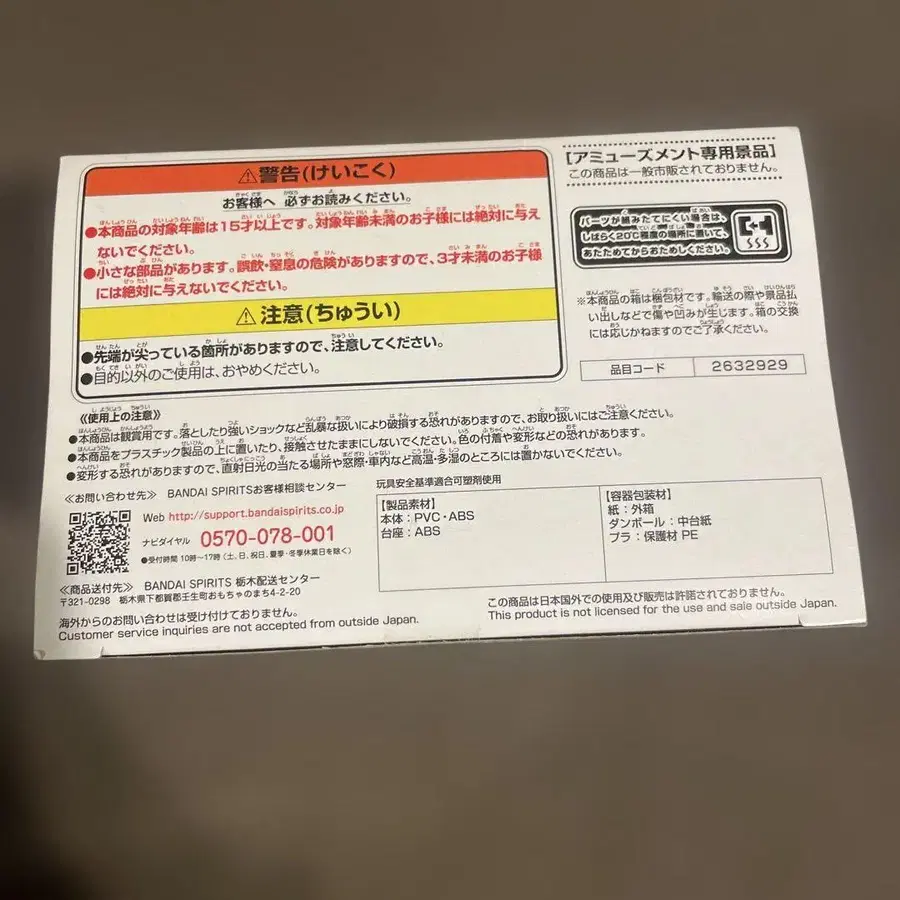 ⚠警告(けいこく)
お客様へ 必ずお読みください。
●本商品の対象年齢は15才以上です。対象年齢未満のお子様には絶対に与え
ないでください。
●小さな部品があります。誤飲・窒息の危険がありますので、3才未満のお子様
には絶対に与えないでください。
⚠注意(ちゅうい)
●先端が尖っている箇所がありますので、注意してください。
●目的以外のご使用は、おやめください。
[アミューズメント専用景品]
この商品は一般市販されておりません。
パーツが組みたてにくい場合は、
しばらく20℃程度の場所に置いて、
あたためてからおためしください。
※本商品の箱は梱包材です。輸送の際や景品払
い出しなどで傷や凹みが生じます。箱の交換
には応じかねますのでご了承ください。
品目コード 2632929
《使用上の注意》
●本商品は観賞用です。落としたり強いショックなど乱暴な扱いにより破損する恐れがありますので、お取り扱いにはご注意ください。
●本商品をプラスチック製品の上に置いたり、接触させたままにしないでください。色の付着や変形などの恐れがあります。
●変形する恐れがありますので、直射日光の当たる場所や窓際・車内など高温・多湿のところには置かないでください。
≪お問い合わせ先≫ BANDAI SPIRITSお客様相談センター
Web http://support.bandaispirits.co.jp
ナビダイヤル 0570-078-001
●受付時間 10時〜17時 (土、日、祝日、夏季・冬季休業日を除く)
≪商品送付先≫ BANDAI SPIRITS 栃木配送センター
〒321-0298 栃木県下都賀郡壬生町おもちゃのまち4-2-20
海外からのお問い合わせは受け付けておりません。
Customer service inquiries are not accepted from outside Japan.
玩具安全基準適合可塑剤使用
【製品素材】
本体:PVC・ABS
台座:ABS
【容器包装材】
紙:外箱
ダンボール:中台紙
プラ:保護材 PE
この商品は日本国外での使用及び販売は許諾されておりません。
This product is not licensed for the use and sale outside Japan.